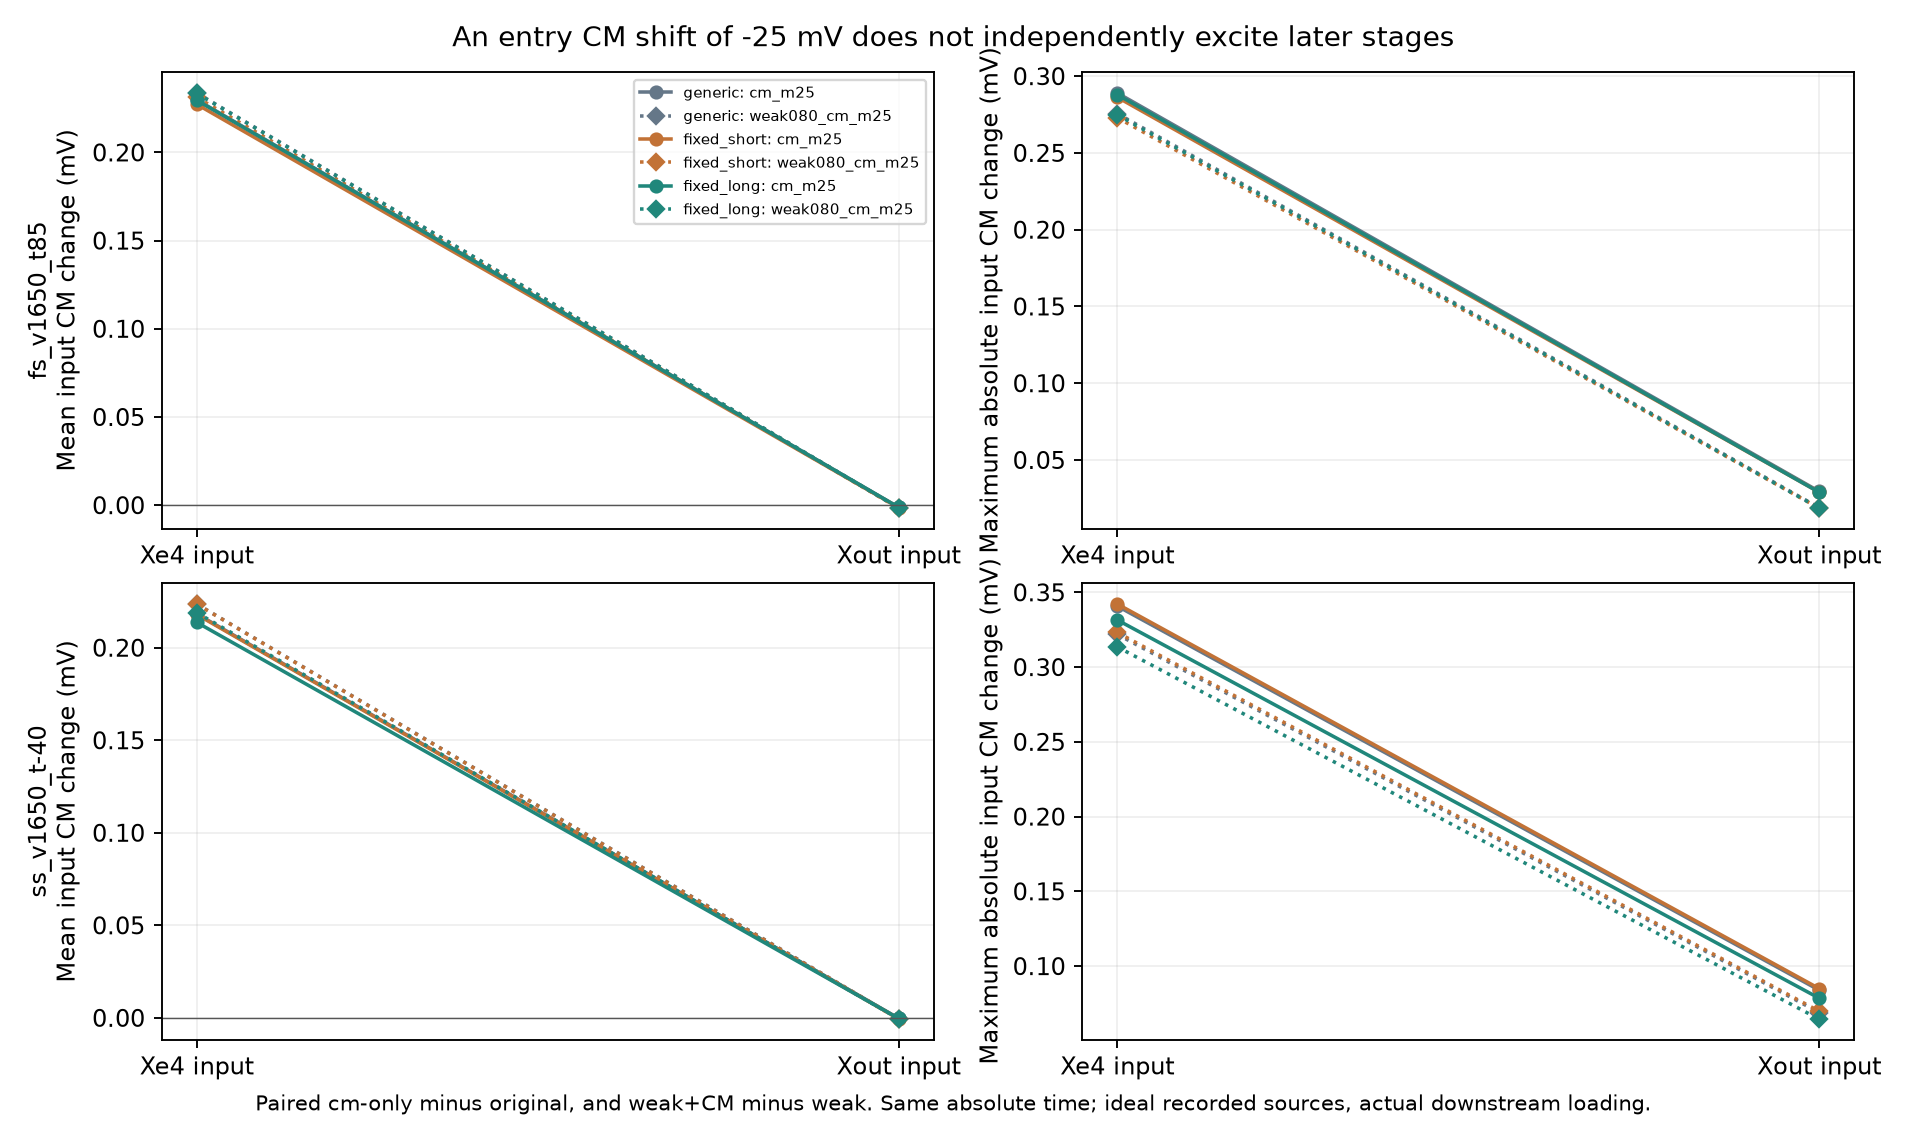 An entry CM shift of -25 mV does not independently excite later stages
fs_v1650_t85
Mean input CM change (mV)
0.20
0.15
0.10
0.05
0.00
generic: cm_m25
generic: weak080_cm_m25
fixed_short: cm_m25
fixed_short: weak080_cm_m25
fixed_long: cm_m25
fixed_long: weak080_cm_m25
Xe4 input
Xout input
Maximum absolute input CM change (mV)
0.30
0.25
0.20
0.15
0.10
0.05
Xe4 input
Xout input
ss_v1650_t-40
Mean input CM change (mV)
0.20
0.15
0.10
0.05
0.00
Xe4 input
Xout input
Maximum absolute input CM change (mV)
0.35
0.30
0.25
0.20
0.15
0.10
Xe4 input
Xout input
Paired cm-only minus original, and weak+CM minus weak. Same absolute time; ideal recorded sources, actual downstream loading.